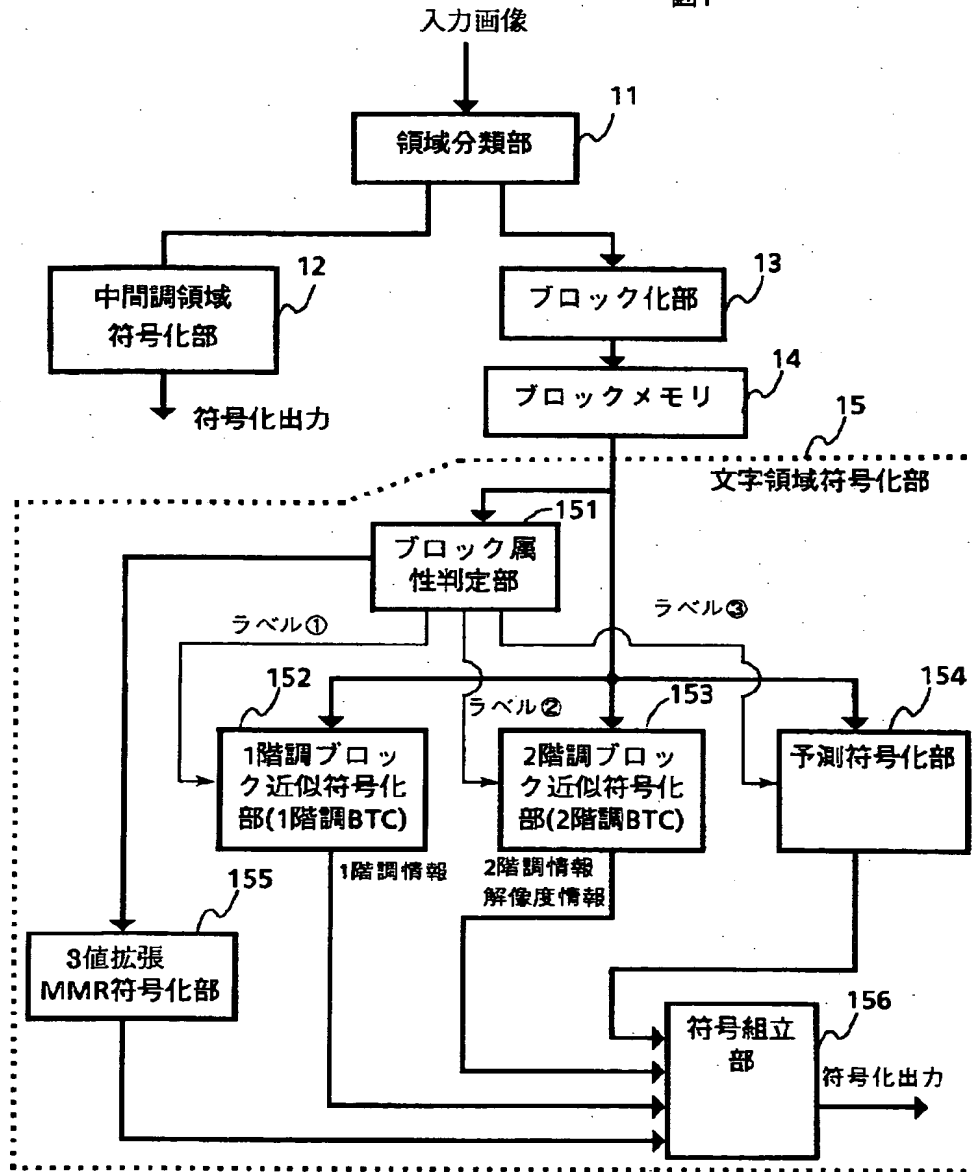 図1
入力画像
11
領域分類部
12
中間調領域
符号化部
符号化出力
13
ブロック化部
14
ブロックメモリ
15
文字領域符号化部
151
ブロック属
性判定部
ラベル①
ラベル②
ラベル③
152
1階調ブロッ
ク近似符号化
部(1階調BTC)
153
2階調ブロッ
ク近似符号化
部(2階調BTC)
154
予測符号化部
1階調情報
2階調情報
解像度情報
155
3値拡張
MMR符号化部
156
符号組立
部
符号化出力